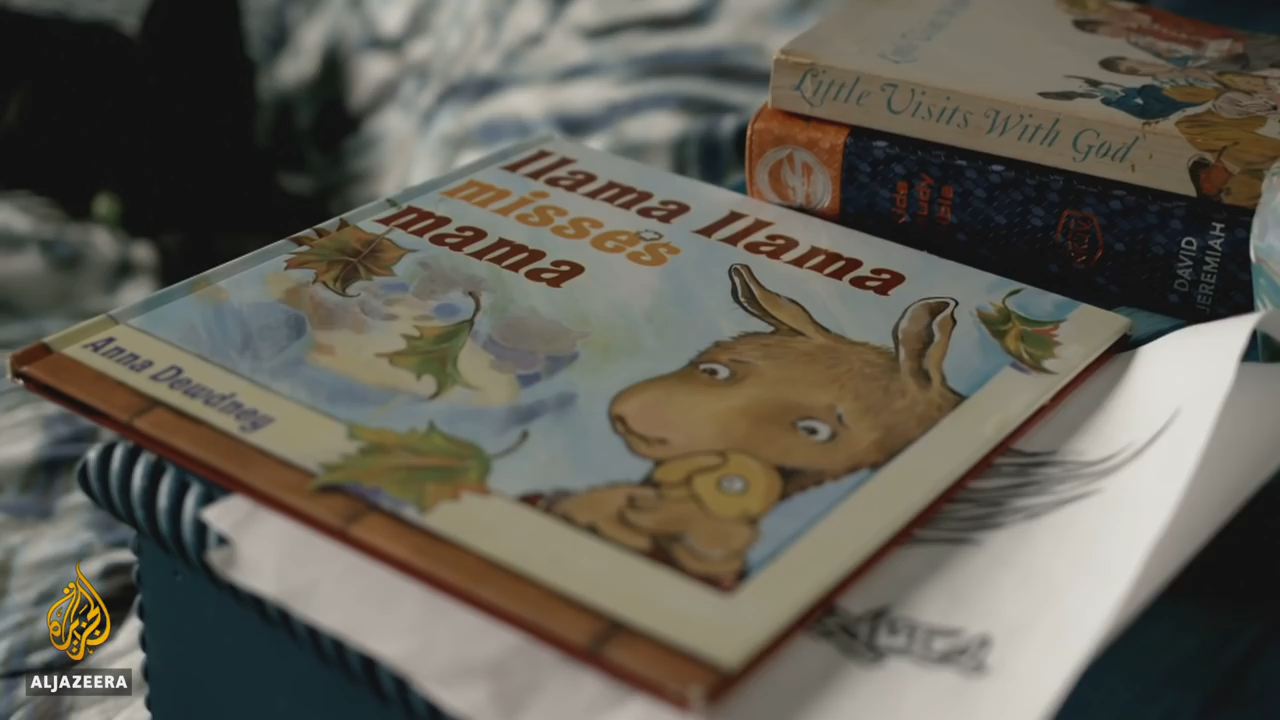 llama llama
misses
mama
Anna Dewdney
Little Visits With God
DAVID
JEREMIAH
ALJAZEERA